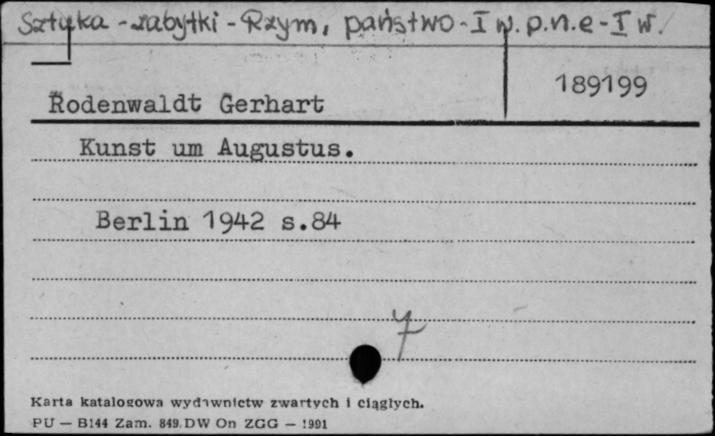 Sztuka - zabytki - Rzym, państwo - I w. p.n.e - I w.
189199
Rodenwaldt Gerhart
Kunst um Augustus.
Berlin 1942 s.84
7
Karta katalogowa wydawnictw zwartych i ciągłych.
PU — B144 Zam. 849. DW On ZGG — 1991